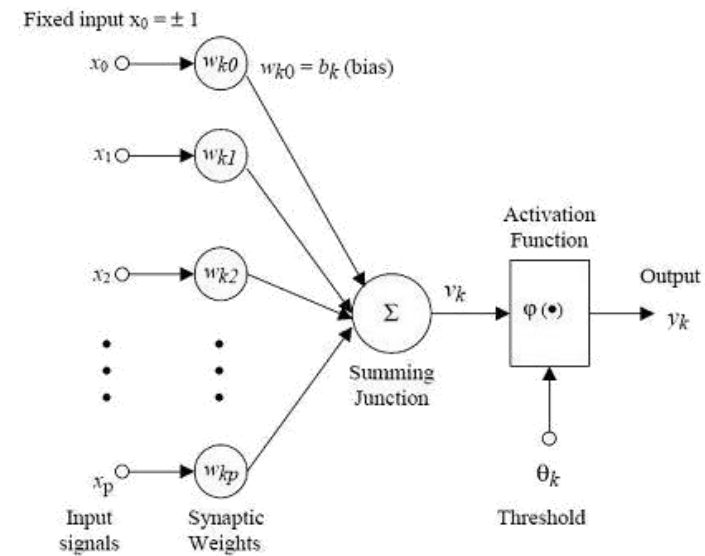 Fixed input x₀ = ± 1
x₀
wk0
wk0 = bk (bias)
x₁
wk1
x₂
wk2
xp
wkp
Input
signals
Synaptic
Weights
Σ
Summing
Junction
vk
Activation
Function
φ (•)
θk
Threshold
Output
yk